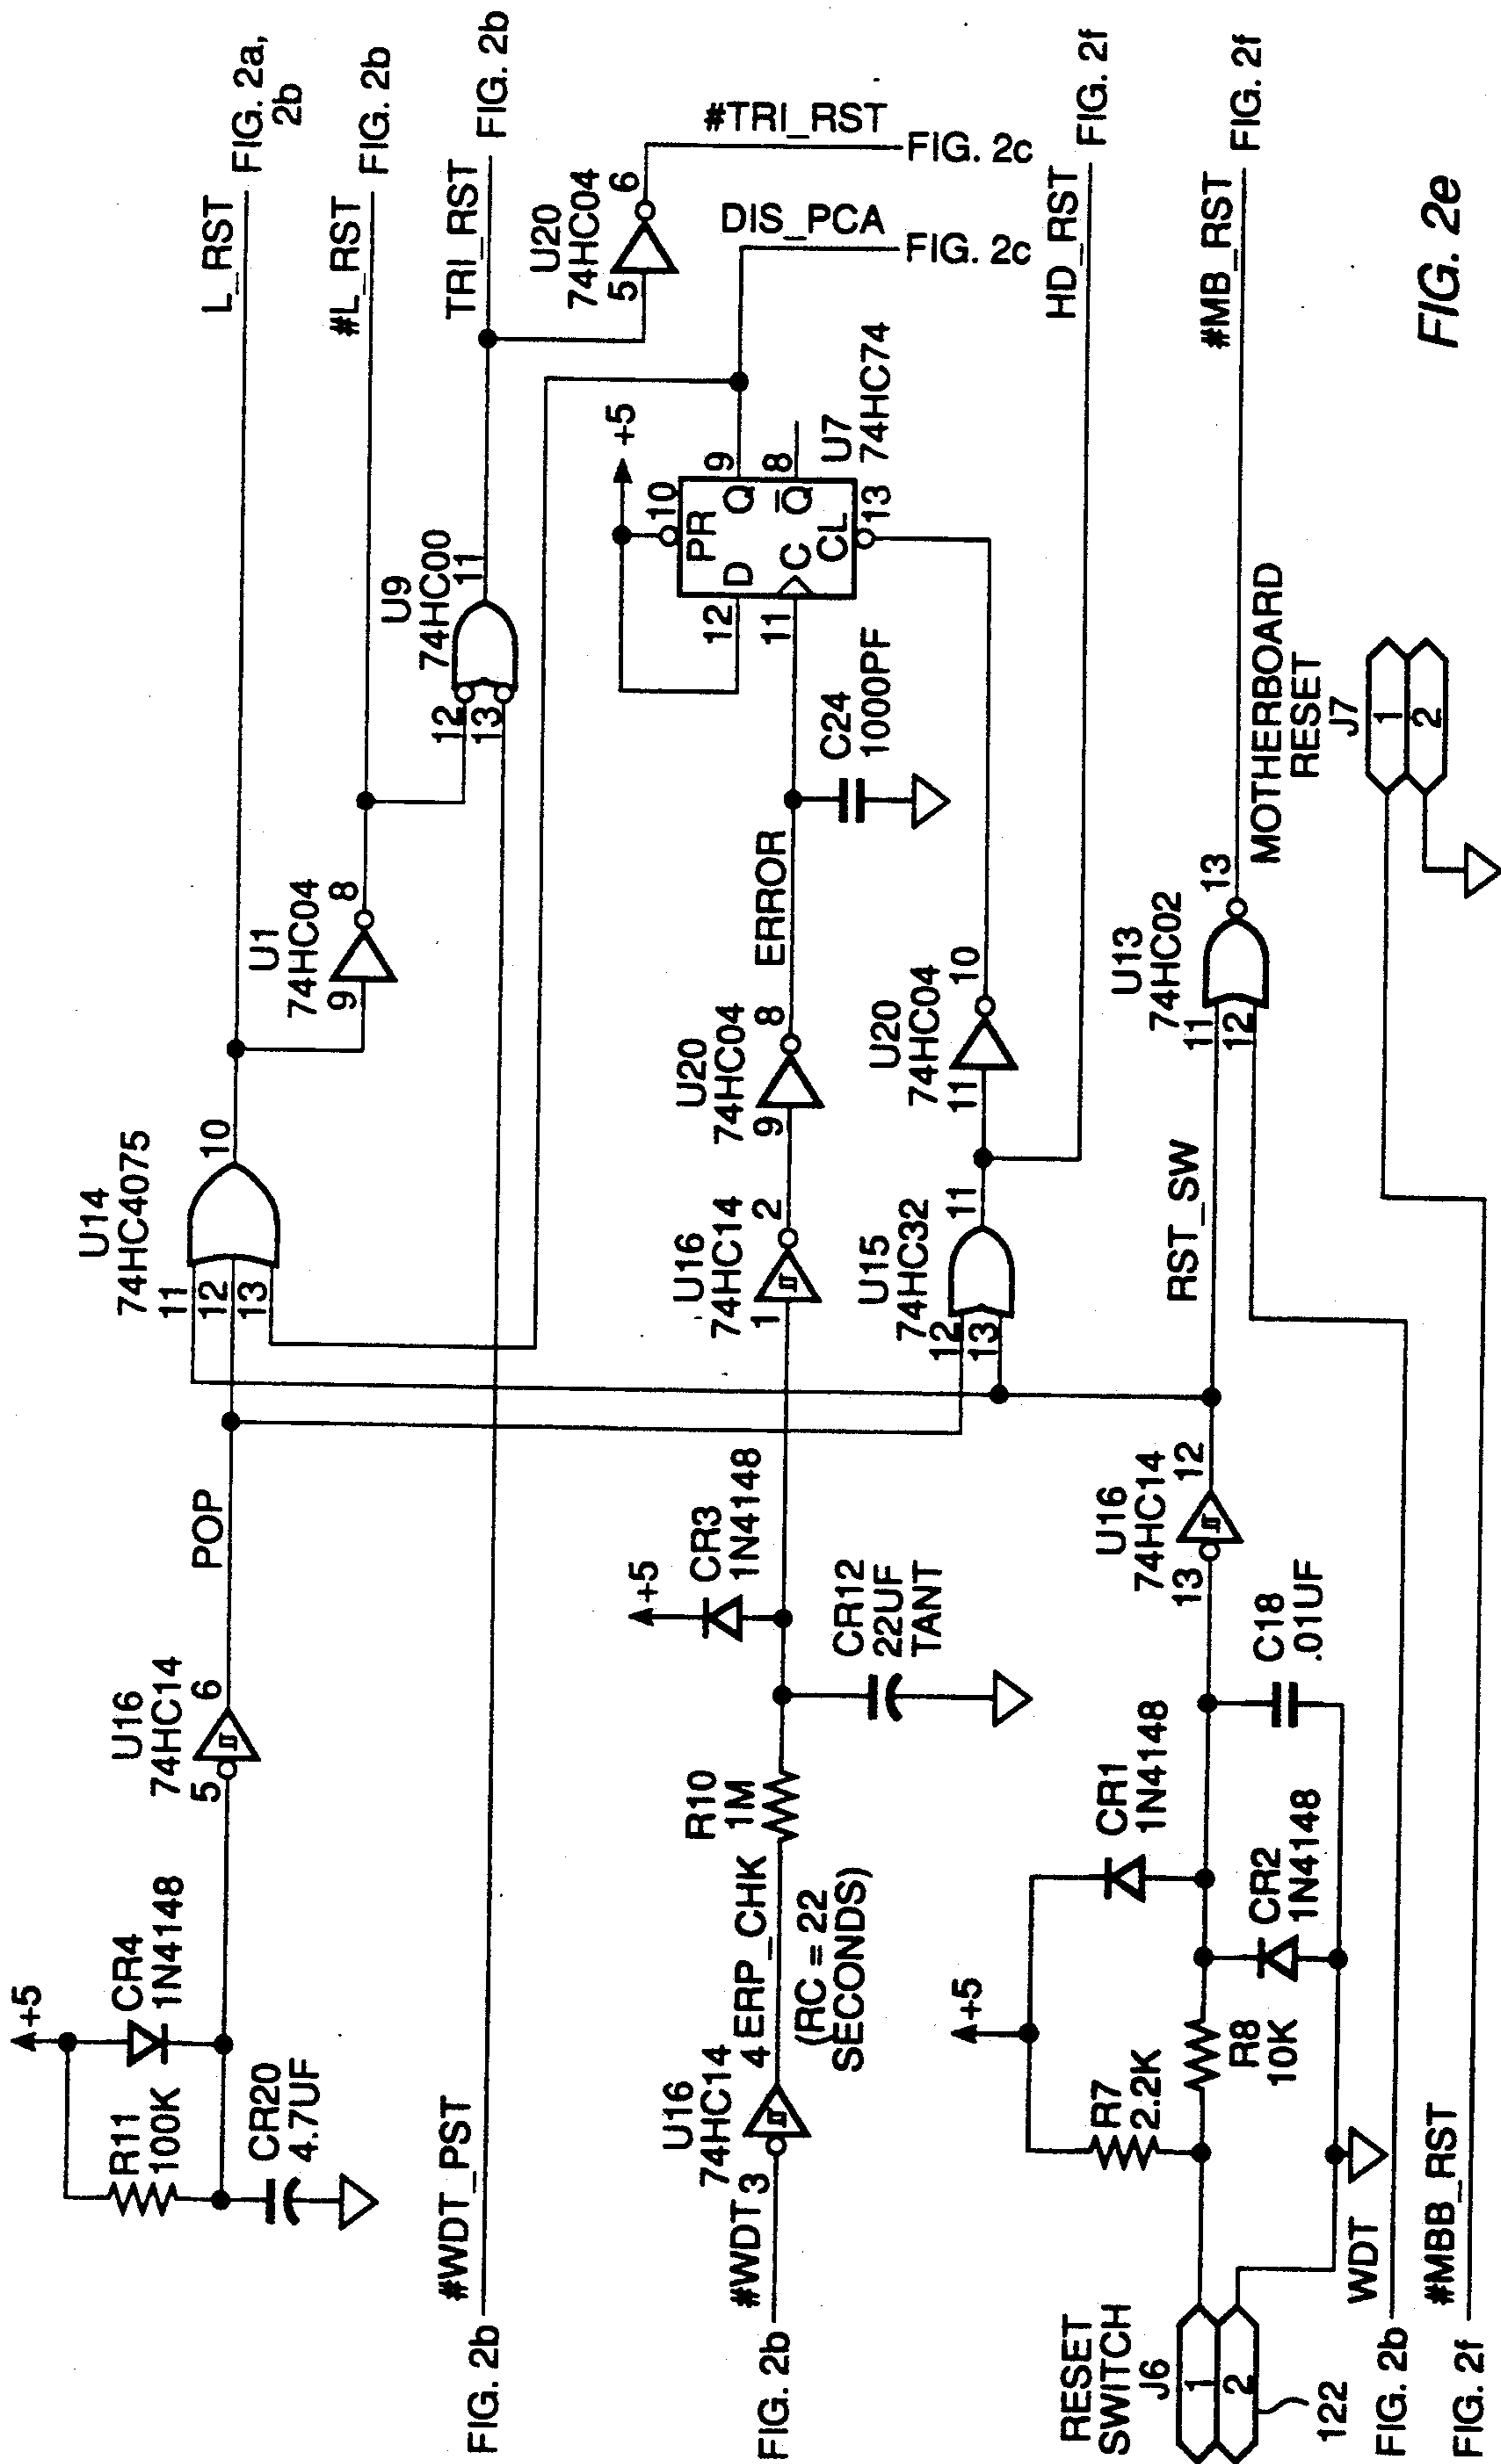 +5
R11
100K
CR4
1N4148
CR20
4.7UF
U16
74HC14
5
6
POP
U14
74HC4075
11
12
13
10
L_RST
FIG. 2a,
2b
U1
74HC04
9
8
#L_RST
FIG. 2b
FIG. 2b
#WDT_PST
12
13
U9
74HC00
11
TRI_RST
FIG. 2b
U20
74HC04
5
6
#TRI_RST
FIG. 2c
FIG. 2b
#WDT
3
U16
74HC14
4
ERP_CHK
(RC = 22
SECONDS)
R10
1M
+5
CR3
1N4148
CR12
22UF
TANT
U16
74HC14
1
2
U20
74HC04
9
8
ERROR
C24
1000PF
+5
12
11
10
PR
D
Q
C
Q
CL
9
8
13
U7
74HC74
DIS_PCA
FIG. 2c
U15
74HC32
12
13
11
U20
74HC04
11
10
HD_RST
FIG. 2f
RESET
SWITCH
J6
1
2
122
+5
R7
2.2K
R8
10K
CR1
1N4148
CR2
1N4148
C18
.01UF
U16
74HC14
13
12
RST_SW
U13
74HC02
11
12
13
#MB_RST
FIG. 2f
FIG. 2b
WDT
FIG. 2f
#MBB_RST
MOTHERBOARD
RESET
J7
1
2
FIG. 2e